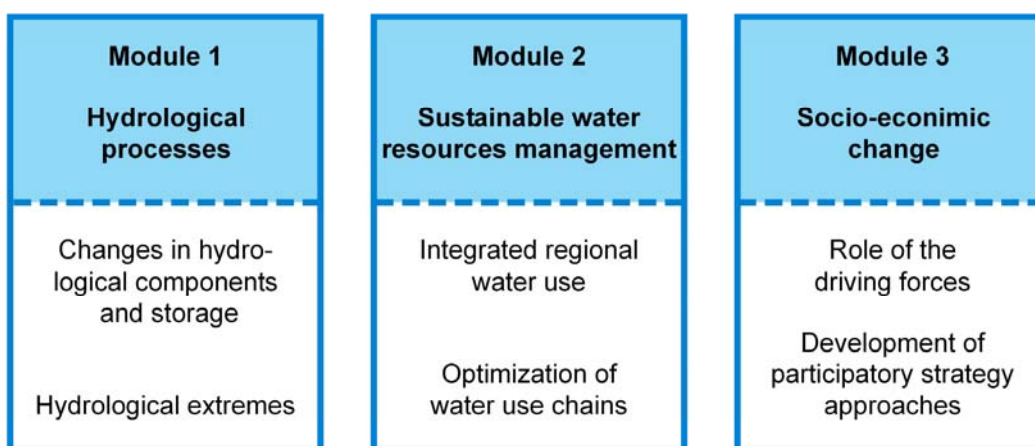 Module 1
Hydrological
processes
Changes in hydro-
logical components
and storage
Hydrological extremes
Module 2
Sustainable water
resources management
Integrated regional
water use
Optimization of
water use chains
Module 3
Socio-econimic
change
Role of the
driving forces
Development of
participatory strategy
approaches